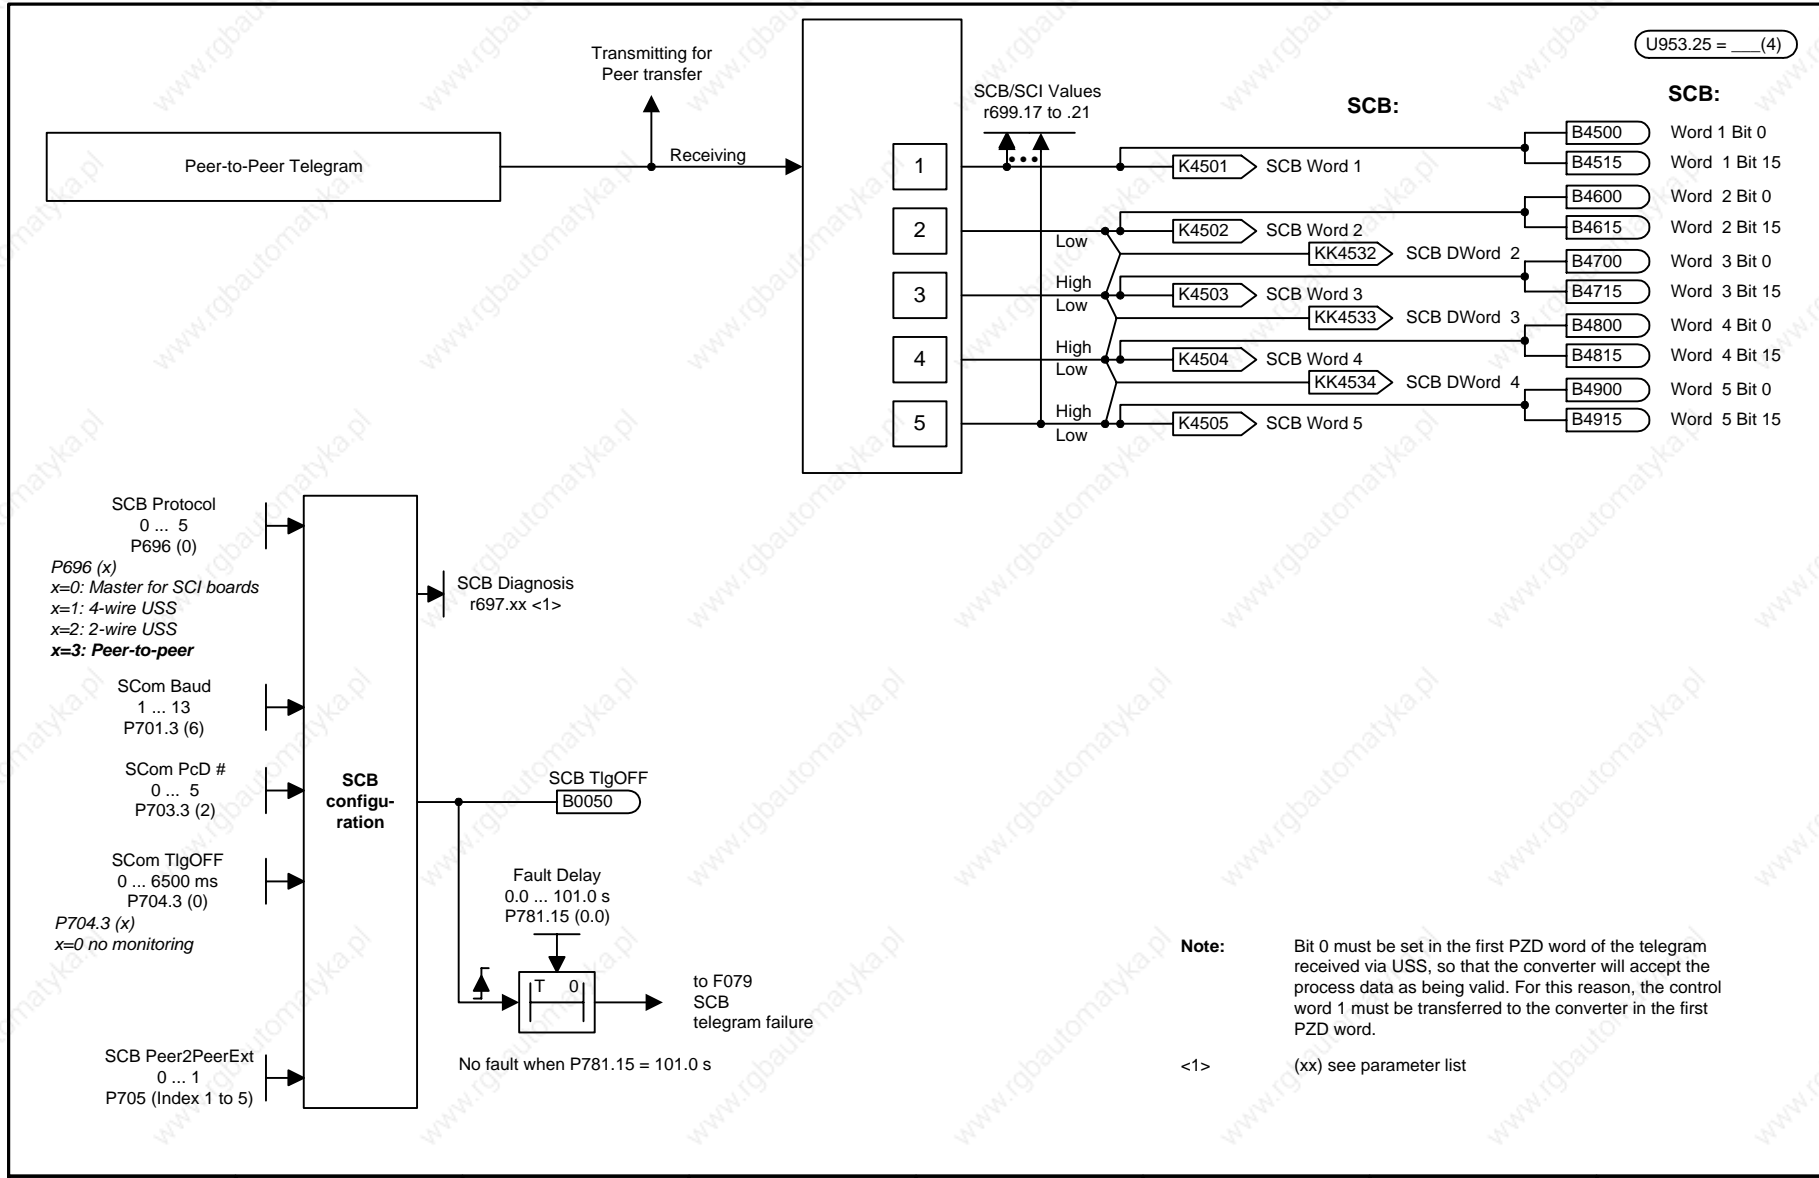 U953.25 = ___(4)
Transmitting for
Peer transfer
SCB/SCI Values
r699.17 to .21
SCB:
SCB:
Peer-to-Peer Telegram
Receiving
1
2
3
4
5
Low
High
Low
High
Low
High
Low
K4501 SCB Word 1
K4502 SCB Word 2
KK4532 SCB DWord 2
K4503 SCB Word 3
KK4533 SCB DWord 3
K4504 SCB Word 4
KK4534 SCB DWord 4
K4505 SCB Word 5
B4500 Word 1 Bit 0
B4515 Word 1 Bit 15
B4600 Word 2 Bit 0
B4615 Word 2 Bit 15
B4700 Word 3 Bit 0
B4715 Word 3 Bit 15
B4800 Word 4 Bit 0
B4815 Word 4 Bit 15
B4900 Word 5 Bit 0
B4915 Word 5 Bit 15
SCB Protocol
0 ... 5
P696 (0)
P696 (x)
x=0: Master for SCI boards
x=1: 4-wire USS
x=2: 2-wire USS
x=3: Peer-to-peer
SCom Baud
1 ... 13
P701.3 (6)
SCom PcD #
0 ... 5
P703.3 (2)
SCom TlgOFF
0 ... 6500 ms
P704.3 (0)
P704.3 (x)
x=0 no monitoring
SCB Peer2PeerExt
0 ... 1
P705 (Index 1 to 5)
SCB
configu-
ration
SCB Diagnosis
r697.xx <1>
SCB TlgOFF
B0050
Fault Delay
0.0 ... 101.0 s
P781.15 (0.0)
T 0
to F079
SCB
telegram failure
No fault when P781.15 = 101.0 s
Note: Bit 0 must be set in the first PZD word of the telegram
received via USS, so that the converter will accept the
process data as being valid. For this reason, the control
word 1 must be transferred to the converter in the first
PZD word.
<1> (xx) see parameter list
www.rgbautomatyka.pl